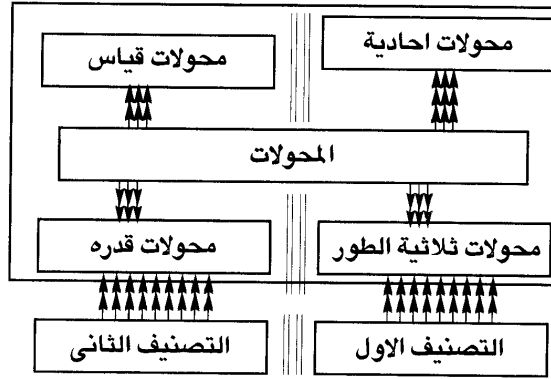 محولات احادية
محولات قياس
المحولات
محولات ثلاثية الطور
محولات قدره
التصنيف الاول
التصنيف الثانى